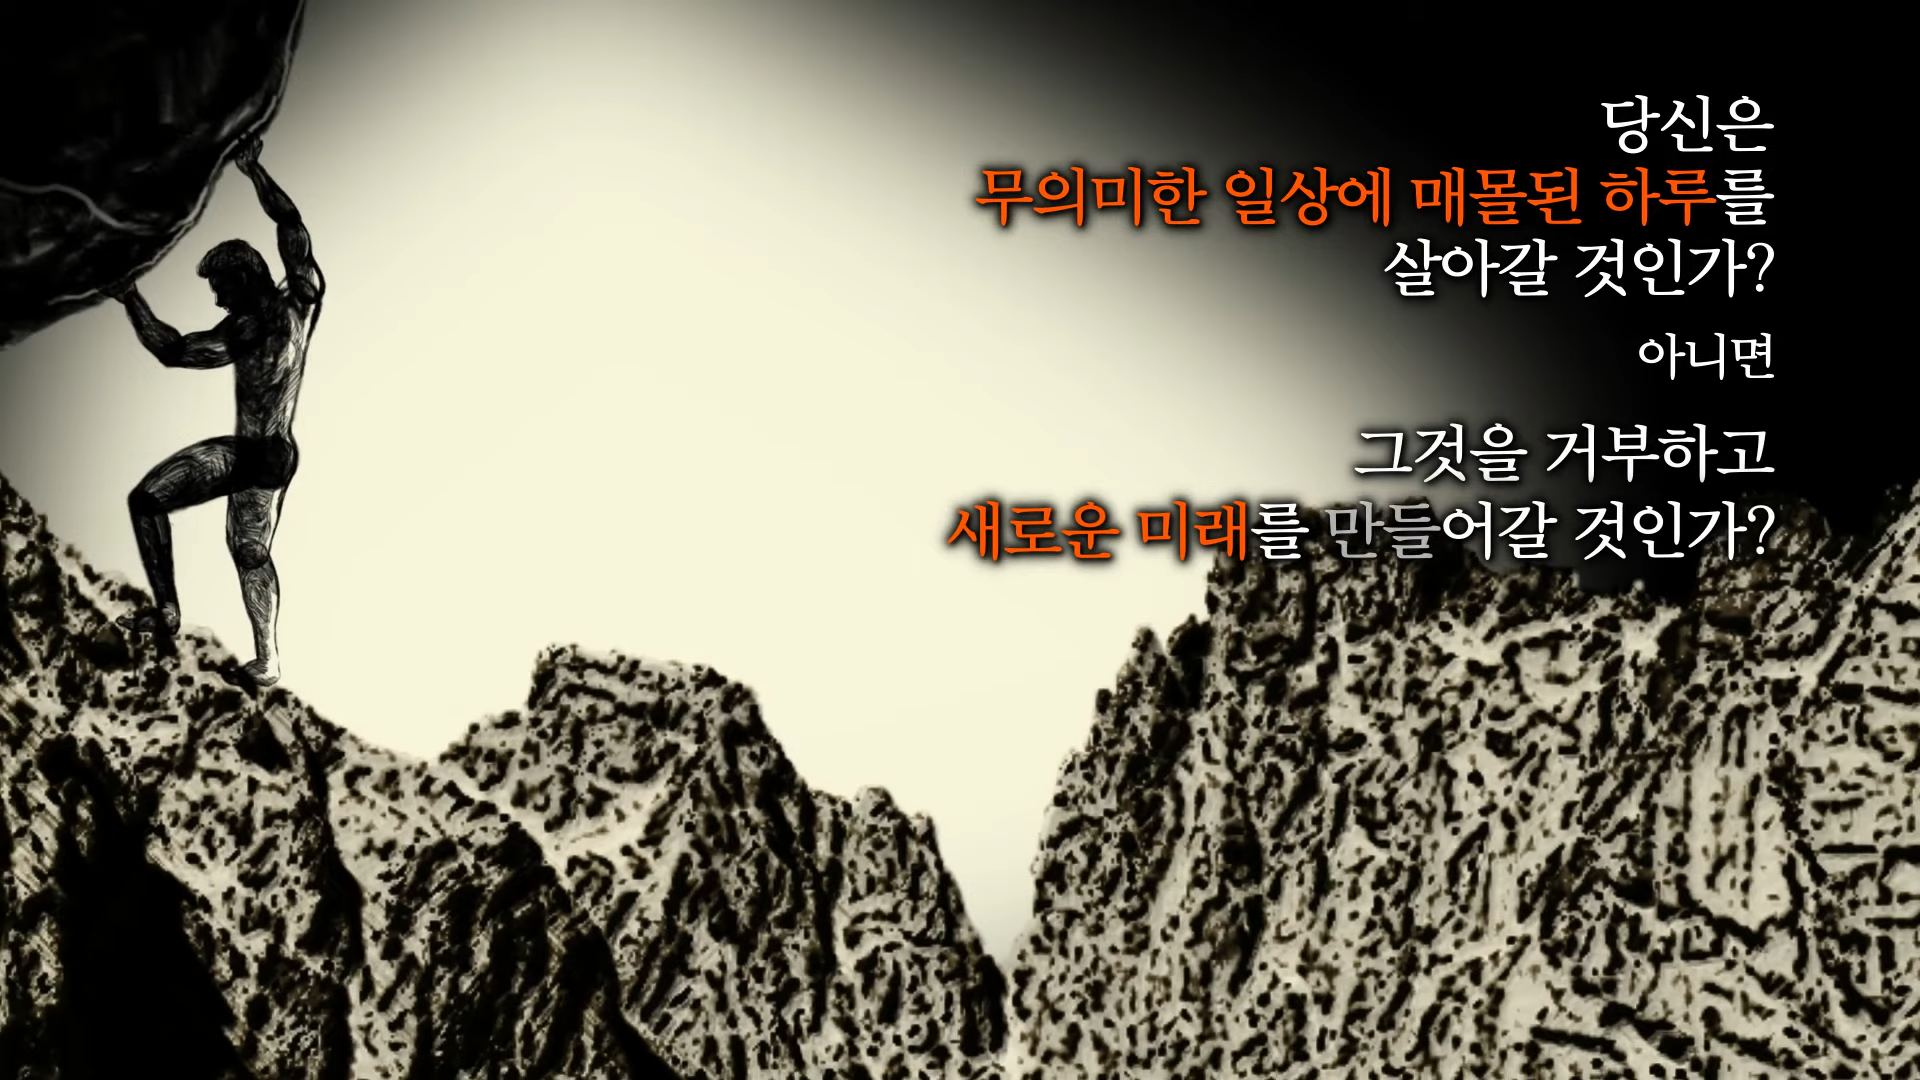 당신은
무의미한 일상에 매몰된 하루를
살아갈 것인가?
아니면
그것을 거부하고
새로운 미래를 만들어갈 것인가?